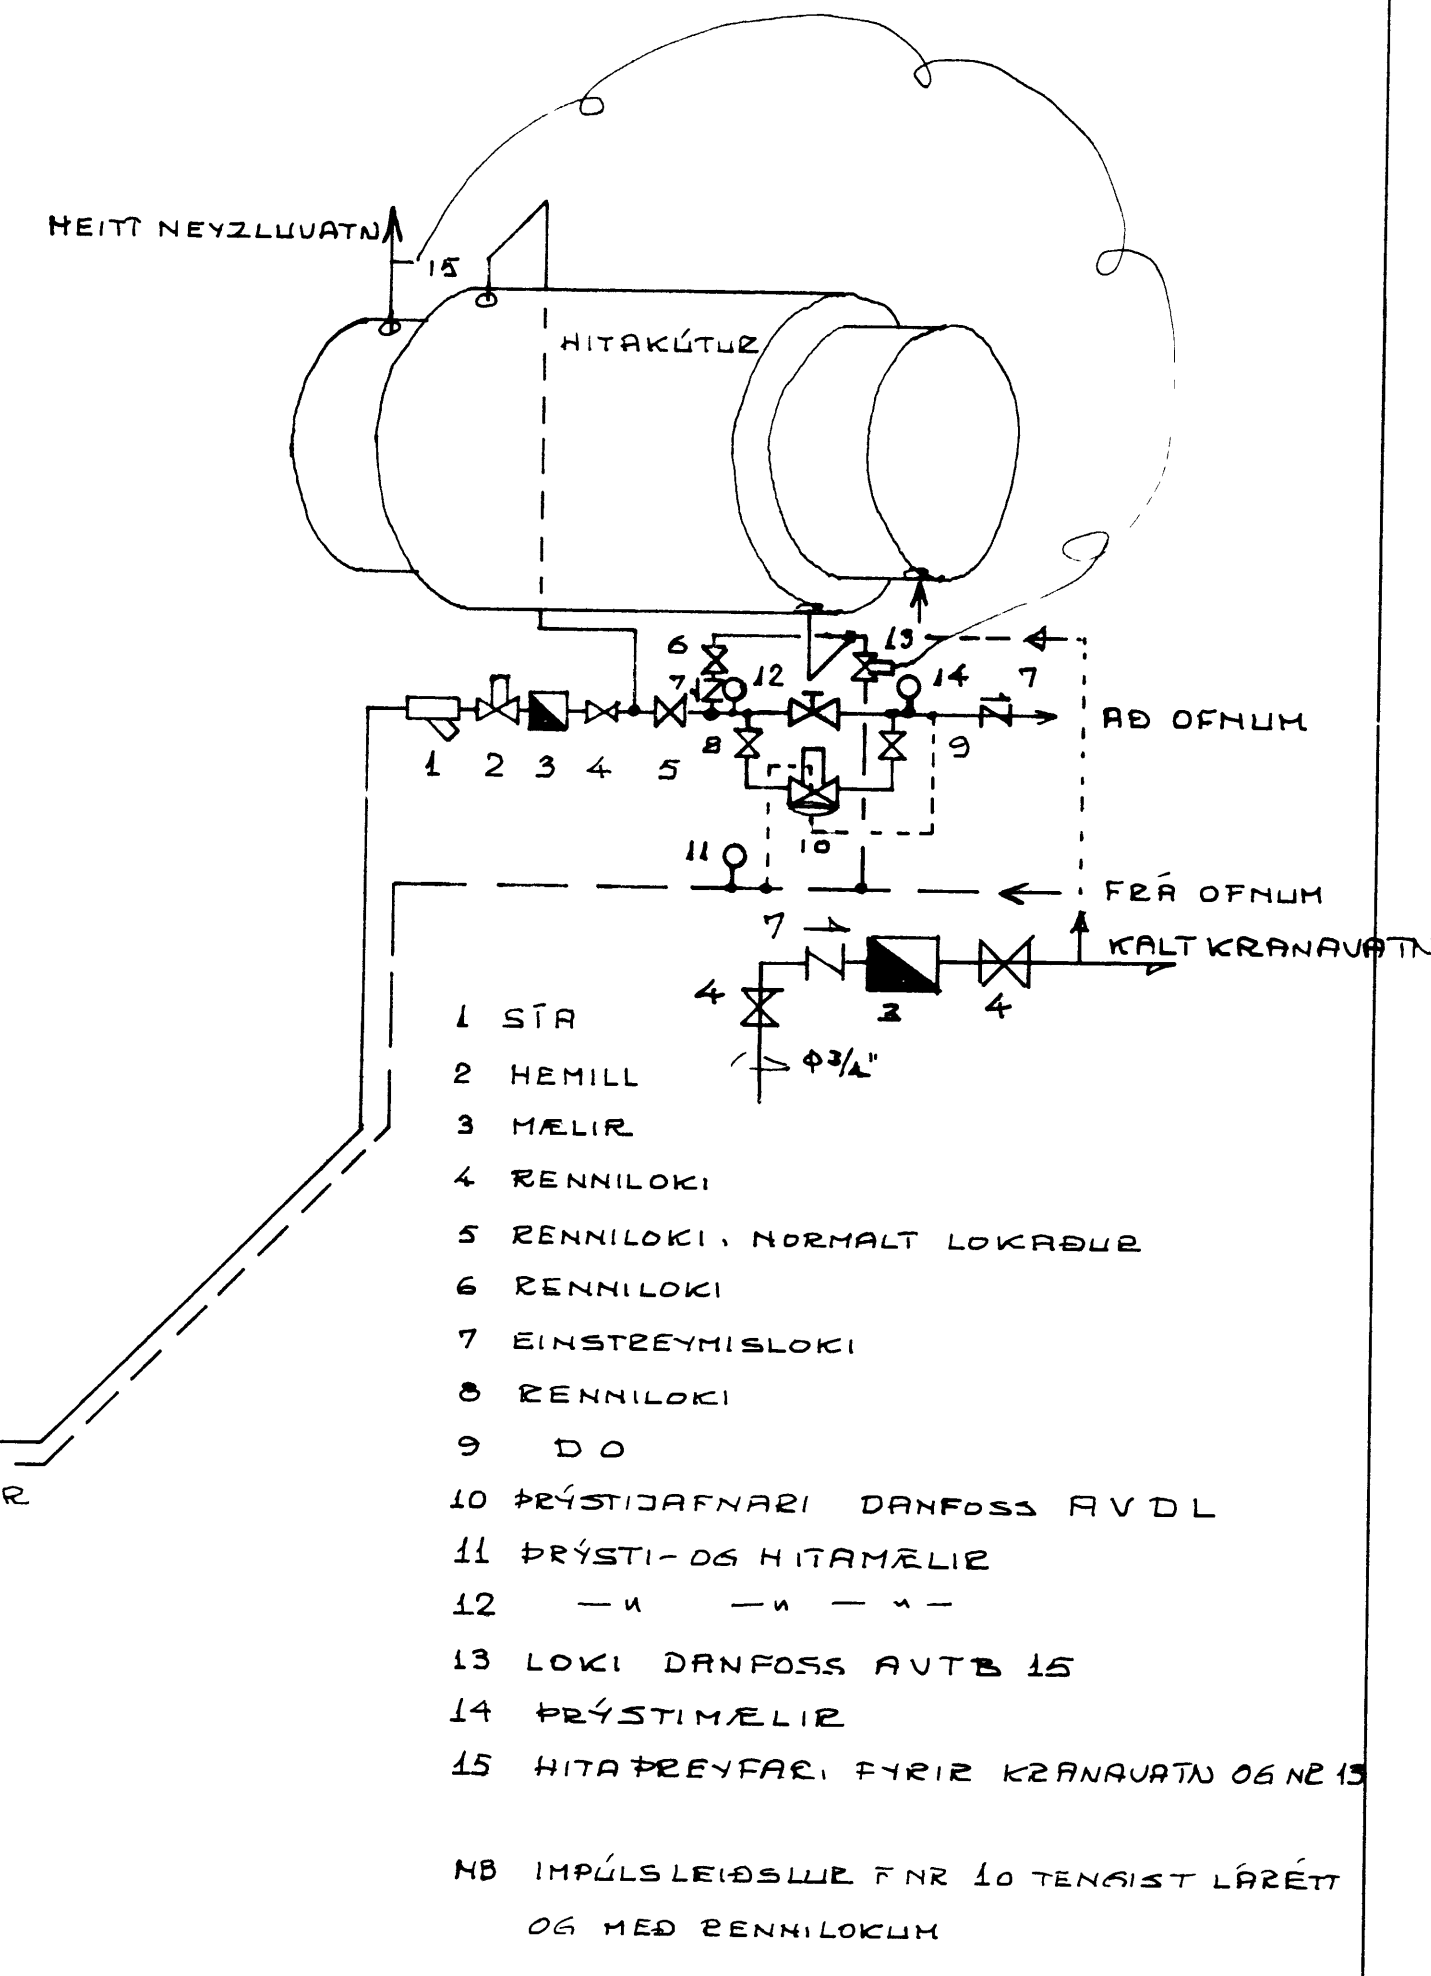 HEITT NEYZLUVATN
15
HITAKÚTUR
6
13
7
12
14
7
AÐ OFNUM
1 2 3 4 5
8
9
10
11
FRÁ OFNUM
7
KALT KRANAVATN
4
3
4
Φ 3/4"
1 SÍA
2 HEMILL
3 MÆLIR
4 RENNILOKI
5 RENNILOKI. NORMALT LOKAÐUR
6 RENNILOKI
7 EINSTREYMISLOKI
8 RENNILOKI
9 DO
R
10 ÞRÝSTIJAFNARI DANFOSS AVDL
11 ÞRÝSTI-OG HITAMÆLIR
12 —"— —"— —"—
13 LOKI DANFOSS AVTB 15
14 ÞRÝSTIMÆLIR
15 HITAÞREYFARI FYRIR KRANAVATN OG NR 13
NB IMPÚLSLEIÐSLUR F NR 10 TENGIST LÁRÉTT
OG MEÐ RENNILOKUM